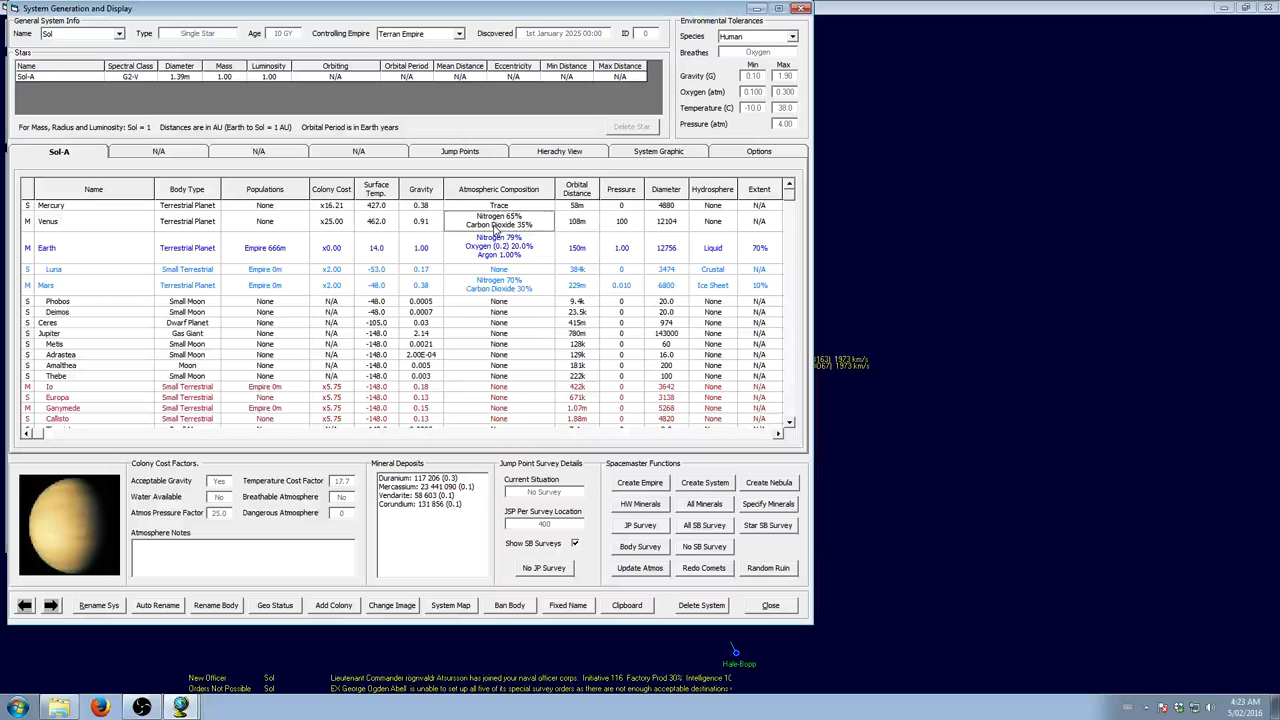 System Generation and Display
General System Info
Name Sol Type Single Star Age 10 GY Controlling Empire Terran Empire Discovered 1st January 2025 00:00 ID 0
Environmental Tolerances
Species Human
Breathes Oxygen
Min Max
Gravity (G) 0.10 1.90
Oxygen (atm) 0.100 0.300
Temperature (C) -10.0 38.0
Pressure (atm) 4.00
Stars
Name Spectral Class Diameter Mass Luminosity Orbiting Orbital Period Mean Distance Eccentricity Min Distance Max Distance
Sol-A G2-V 1.39m 1.00 1.00 N/A N/A N/A N/A N/A N/A
For Mass, Radius and Luminosity: Sol = 1 Distances are in AU (Earth to Sol = 1 AU) Orbital Period is in Earth years Delete Star
Sol-A N/A N/A N/A Jump Points Hierachy View System Graphic Options
Name Body Type Populations Colony Cost Surface Temp. Gravity Atmospheric Composition Orbital Distance Pressure Diameter Hydrosphere Extent
S Mercury Terrestrial Planet None x16.21 427.0 0.38 Trace 58m 0 4880 None N/A
M Venus Terrestrial Planet None x25.00 462.0 0.91 Nitrogen 65% Carbon Dioxide 35% 108m 100 12104 None N/A
M Earth Terrestrial Planet Empire 666m x0.00 14.0 1.00 Nitrogen 79% Oxygen (0.2) 20.0% Argon 1.00% 150m 1.00 12756 Liquid 70%
S Luna Small Terrestrial Empire 0m x2.00 -53.0 0.17 None 384k 0 3474 Crustal N/A
M Mars Terrestrial Planet Empire 0m x2.00 -48.0 0.38 Nitrogen 70% Carbon Dioxide 30% 229m 0.010 6800 Ice Sheet 10%
S Phobos Small Moon None N/A -48.0 0.0005 None 9.4k 0 20.0 None N/A
S Deimos Small Moon None N/A -48.0 0.0007 None 23.5k 0 12.0 None N/A
S Ceres Dwarf Planet None N/A -105.0 0.03 None 415m 0 974 None N/A
S Jupiter Gas Giant None N/A -148.0 2.14 None 780m 0 143000 None N/A
S Metis Small Moon None N/A -148.0 0.0021 None 128k 0 60 None N/A
S Adrastea Small Moon None N/A -148.0 2.00E-04 None 129k 0 16.0 None N/A
S Amalthea Small Moon None N/A -148.0 0.005 None 181k 0 200 None N/A
S Thebe Small Moon None N/A -148.0 0.003 None 222k 0 100 None N/A
M Io Small Terrestrial Empire 0m x5.75 -148.0 0.18 None 422k 0 3642 None N/A
S Europa Small Terrestrial None x5.75 -148.0 0.13 None 671k 0 3138 None N/A
M Ganymede Small Terrestrial Empire 0m x5.75 -148.0 0.15 None 1.07m 0 5268 None N/A
S Callisto Small Terrestrial None x5.75 -148.0 0.13 None 1.88m 0 4820 None N/A
Colony Cost Factors.
Acceptable Gravity Yes Temperature Cost Factor 17.7
Water Available No Breathable Atmosphere No
Atmos Pressure Factor 25.0 Dangerous Atmosphere 0
Atmosphere Notes
Mineral Deposits
Duranium: 117 206 (0.3)
Mercassium: 23 441 090 (0.1)
Vendarite: 58 603 (0.1)
Corundium: 131 856 (0.1)
Jump Point Survey Details
Current Situation
No Survey
JSP Per Survey Location
400
Show SB Surveys
No JP Survey
Spacemaster Functions
Create Empire Create System Create Nebula
HW Minerals All Minerals Specify Minerals
JP Survey All SB Survey Star SB Survey
Body Survey No SB Survey
Update Atmos Redo Comets Random Ruin
Rename Sys Auto Rename Rename Body Geo Status Add Colony Change Image System Map Ban Body Fixed Name Clipboard Delete System Close
1973 km/s
1973 km/s
Hale-Bopp
New Officer Sol Lieutenant Commander rögnvaldr Atsursson has joined your naval officer corps. Initiative 116 Factory Prod 30% Intelligence 10
Orders Not Possible Sol EX George Ogden Abell is unable to set up all five of its special survey orders as there are not enough acceptable destinations
4:23 AM
5/02/2016